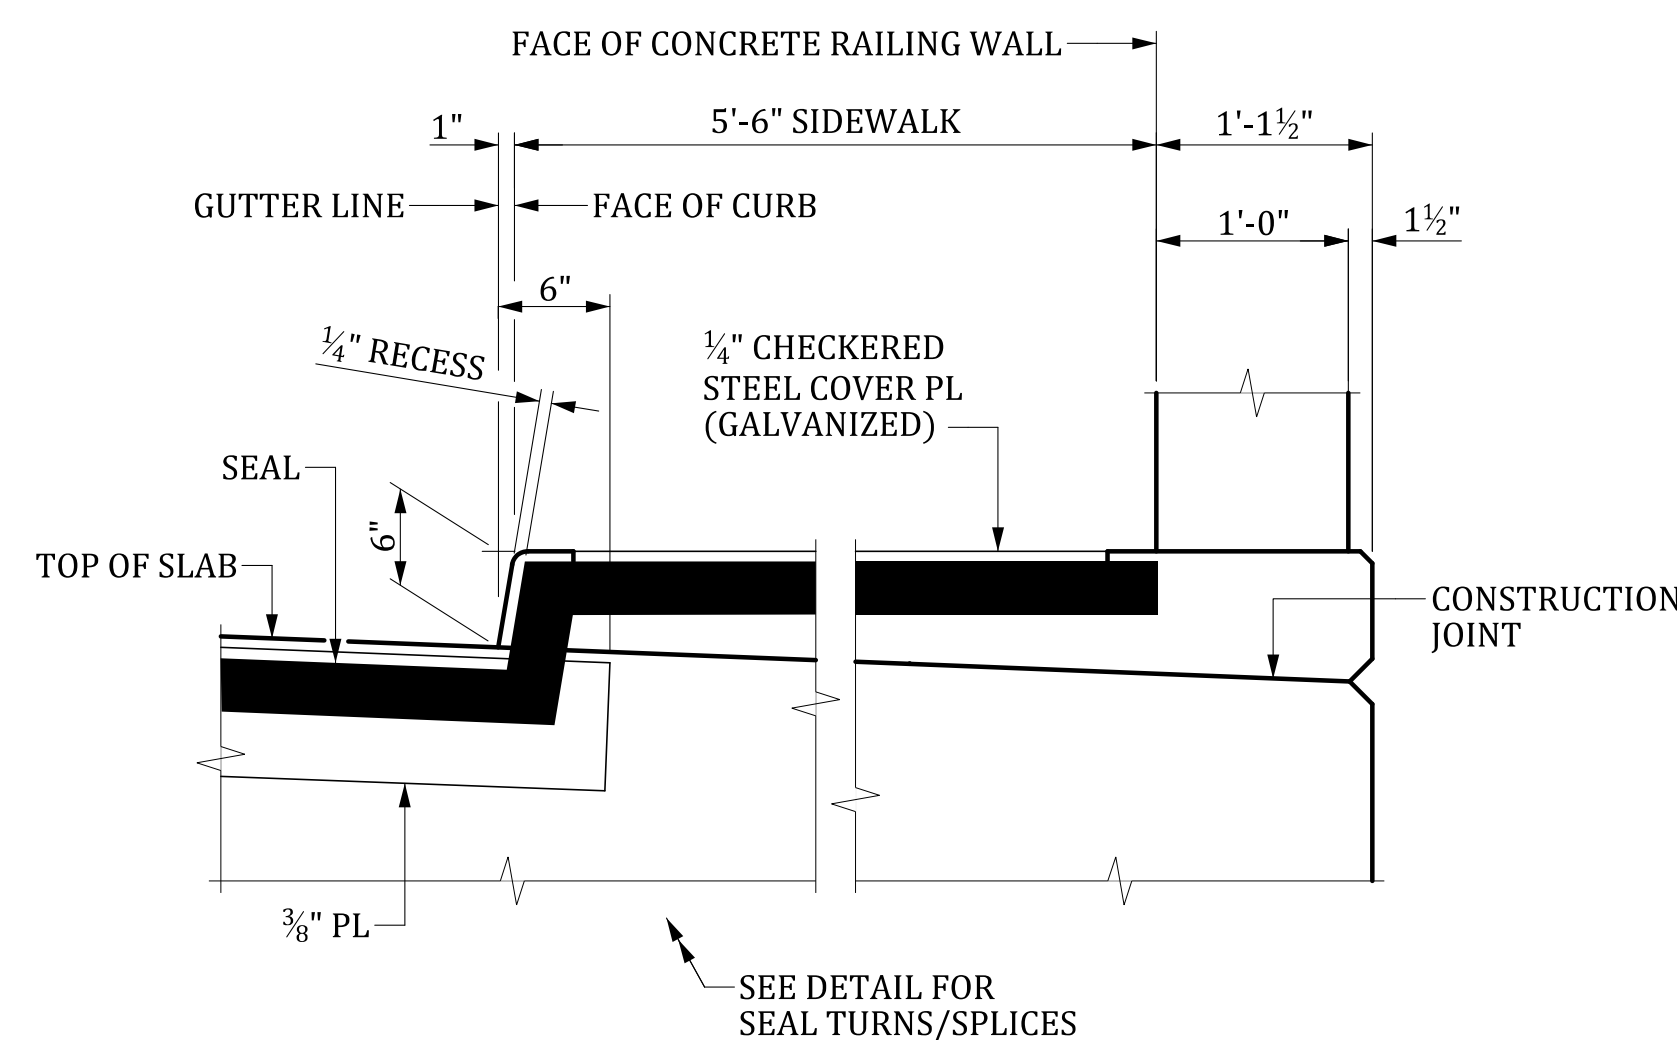 FACE OF CONCRETE RAILING WALL
1"
5'-6" SIDEWALK
1'-1½"
GUTTER LINE
FACE OF CURB
1'-0"
1½"
6"
¼" RECESS
¼" CHECKERED
STEEL COVER PL
(GALVANIZED)
SEAL
6"
TOP OF SLAB
CONSTRUCTION
JOINT
⅜" PL
SEE DETAIL FOR
SEAL TURNS/SPLICES